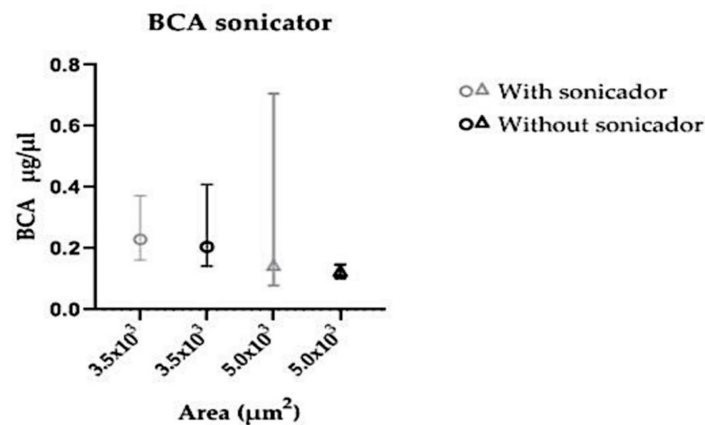 BCA sonicator
0.8
0.6
0.4
0.2
0.0
BCA µg/µl
3.5x10³
3.5x10³
5.0x10³
5.0x10³
Area (µm²)
With sonicador
Without sonicador